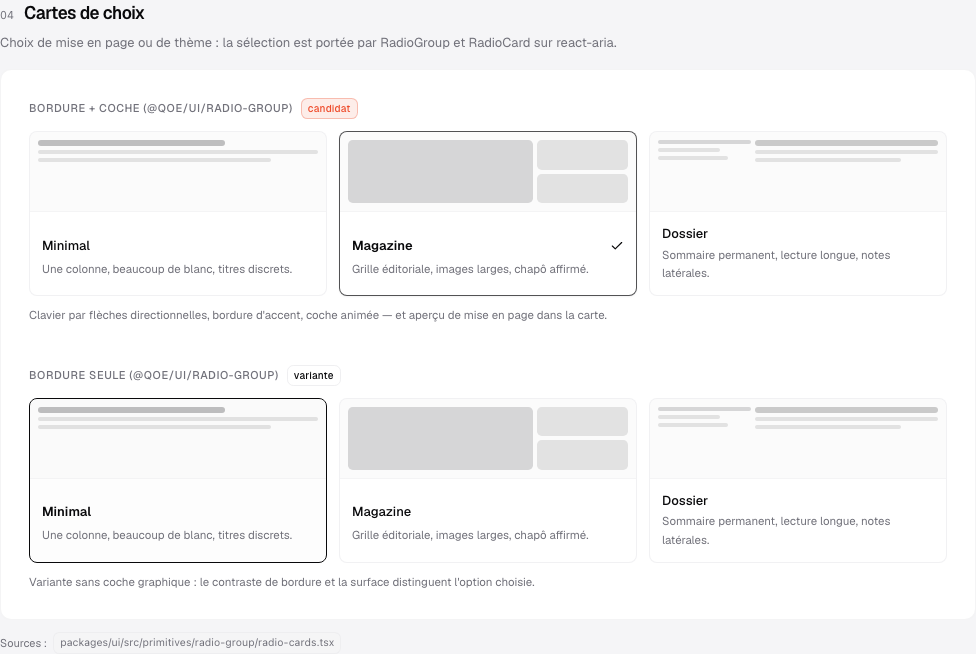 04 Cartes de choix
Choix de mise en page ou de thème : la sélection est portée par RadioGroup et RadioCard sur react-aria.
BORDURE + COCHE (@QOE/UI/RADIO-GROUP) candidat
Minimal
Une colonne, beaucoup de blanc, titres discrets.
Magazine
Grille éditoriale, images larges, chapô affirmé.
Dossier
Sommaire permanent, lecture longue, notes
latérales.
Clavier par flèches directionnelles, bordure d'accent, coche animée — et aperçu de mise en page dans la carte.
BORDURE SEULE (@QOE/UI/RADIO-GROUP) variante
Minimal
Une colonne, beaucoup de blanc, titres discrets.
Magazine
Grille éditoriale, images larges, chapô affirmé.
Dossier
Sommaire permanent, lecture longue, notes
latérales.
Variante sans coche graphique : le contraste de bordure et la surface distinguent l'option choisie.
Sources : packages/ui/src/primitives/radio-group/radio-cards.tsx